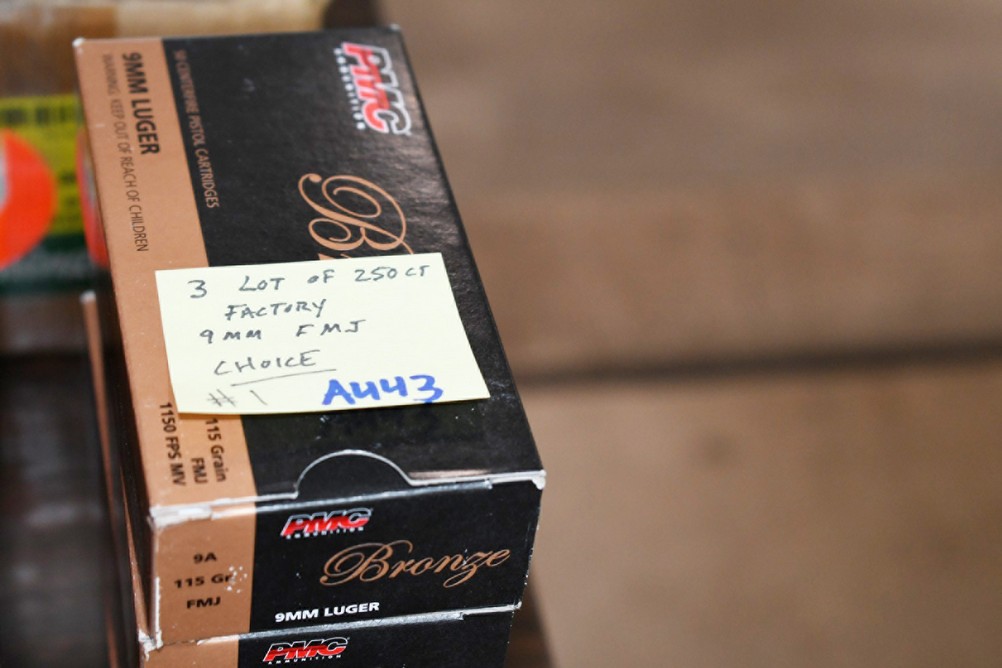 PMC
AMMUNITION
50 CENTERFIRE PISTOL CARTRIDGES
9MM LUGER
WARNING: KEEP OUT OF REACH OF CHILDREN
3 LOT OF 250 CT
FACTORY
9MM FMJ
CHOICE
#1 A443
115 Grain
FMJ
1150 FPS MV
PMC
AMMUNITION
Bronze
9A
115 Gr
FMJ
9MM LUGER
PMC
AMMUNITION